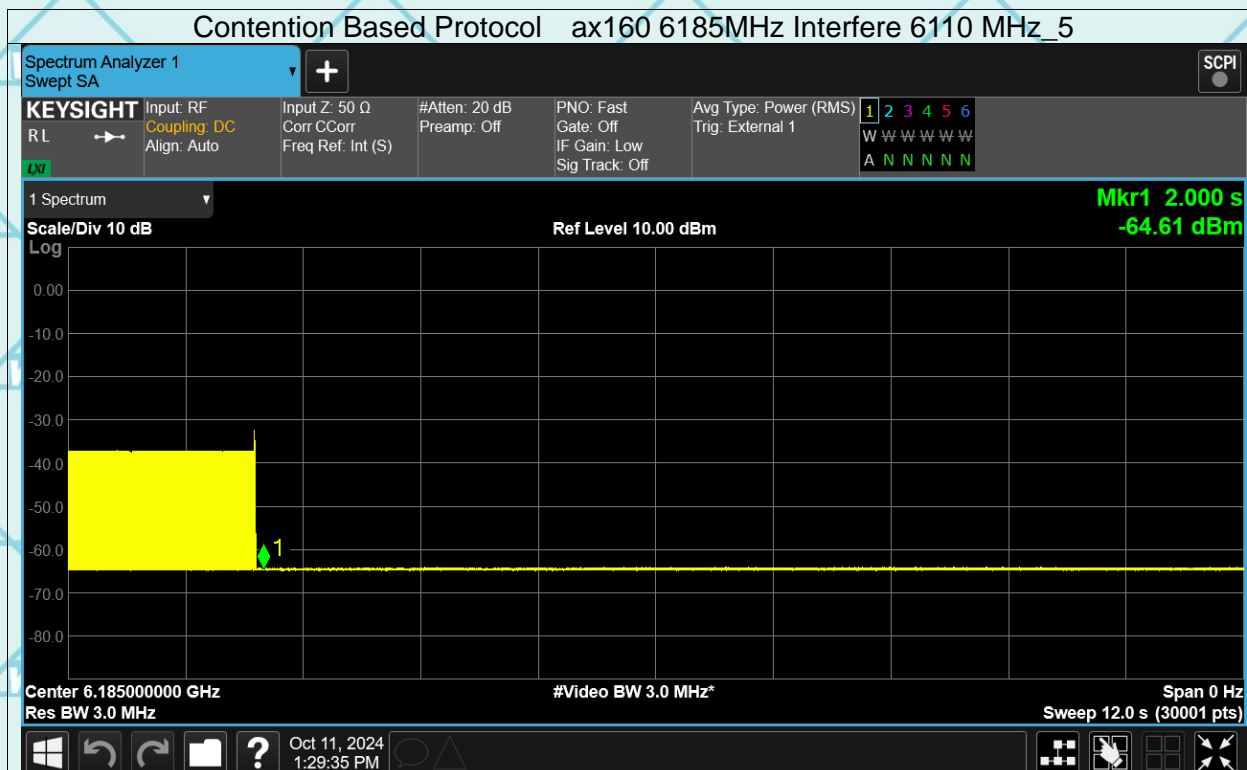 Contention Based Protocol ax160 6185MHz Interfere 6110 MHz_5
Spectrum Analyzer 1
Swept SA
+
SCPI
KEYSIGHT
RL
LXI
Input: RF
Coupling: DC
Align: Auto
Input Z: 50 Ω
Corr CCorr
Freq Ref: Int (S)
#Atten: 20 dB
Preamp: Off
PNO: Fast
Gate: Off
IF Gain: Low
Sig Track: Off
Avg Type: Power (RMS)
Trig: External 1
1 2 3 4 5 6
W W W W W W
A N N N N N
1 Spectrum
Mkr1 2.000 s
-64.61 dBm
Scale/Div 10 dB
Ref Level 10.00 dBm
Log
0.00
-10.0
-20.0
-30.0
-40.0
-50.0
-60.0
-70.0
-80.0
1
Center 6.185000000 GHz
#Video BW 3.0 MHz*
Span 0 Hz
Res BW 3.0 MHz
Sweep 12.0 s (30001 pts)
?
Oct 11, 2024
1:29:35 PM